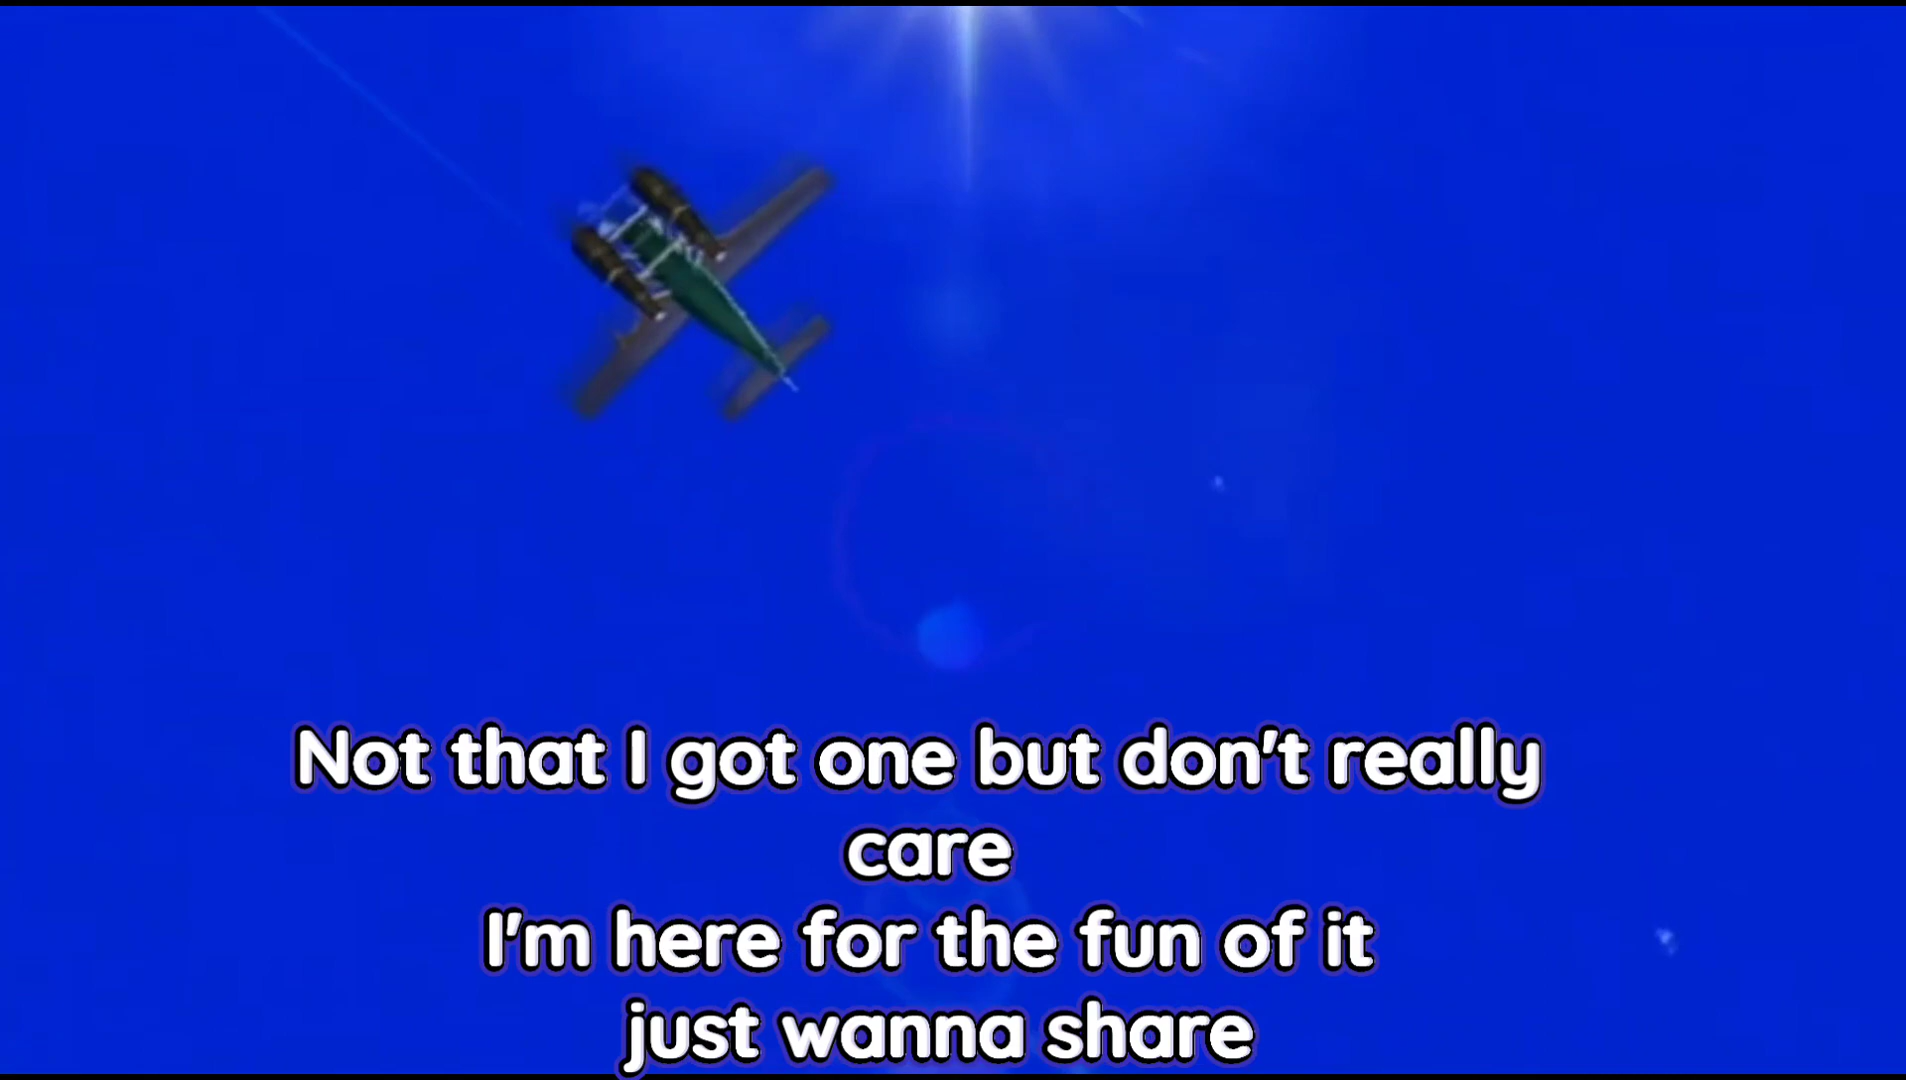 Not that I got one but don't really
care
I'm here for the fun of it
just wanna share